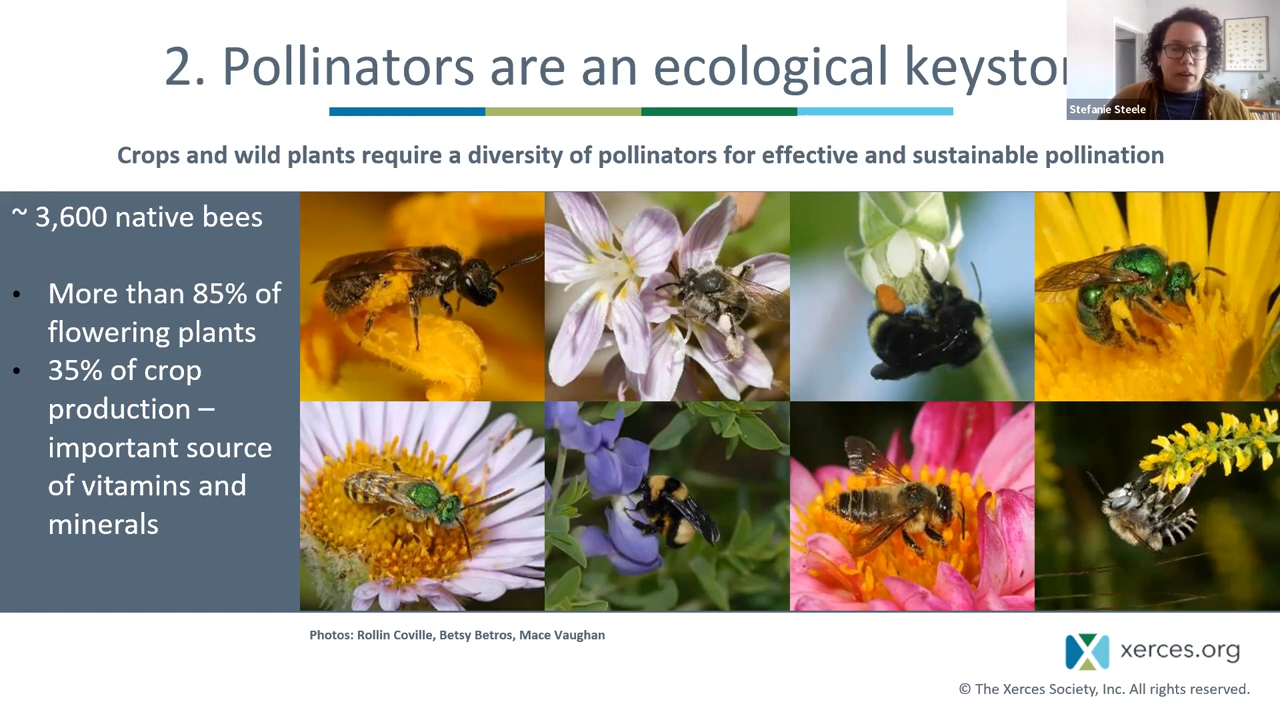 2. Pollinators are an ecological keysto
Stefanie Steele
Crops and wild plants require a diversity of pollinators for effective and sustainable pollination
~ 3,600 native bees
• More than 85% of
flowering plants
• 35% of crop
production –
important source
of vitamins and
minerals
Photos: Rollin Coville, Betsy Betros, Mace Vaughan
xerces.org
© The Xerces Society, Inc. All rights reserved.